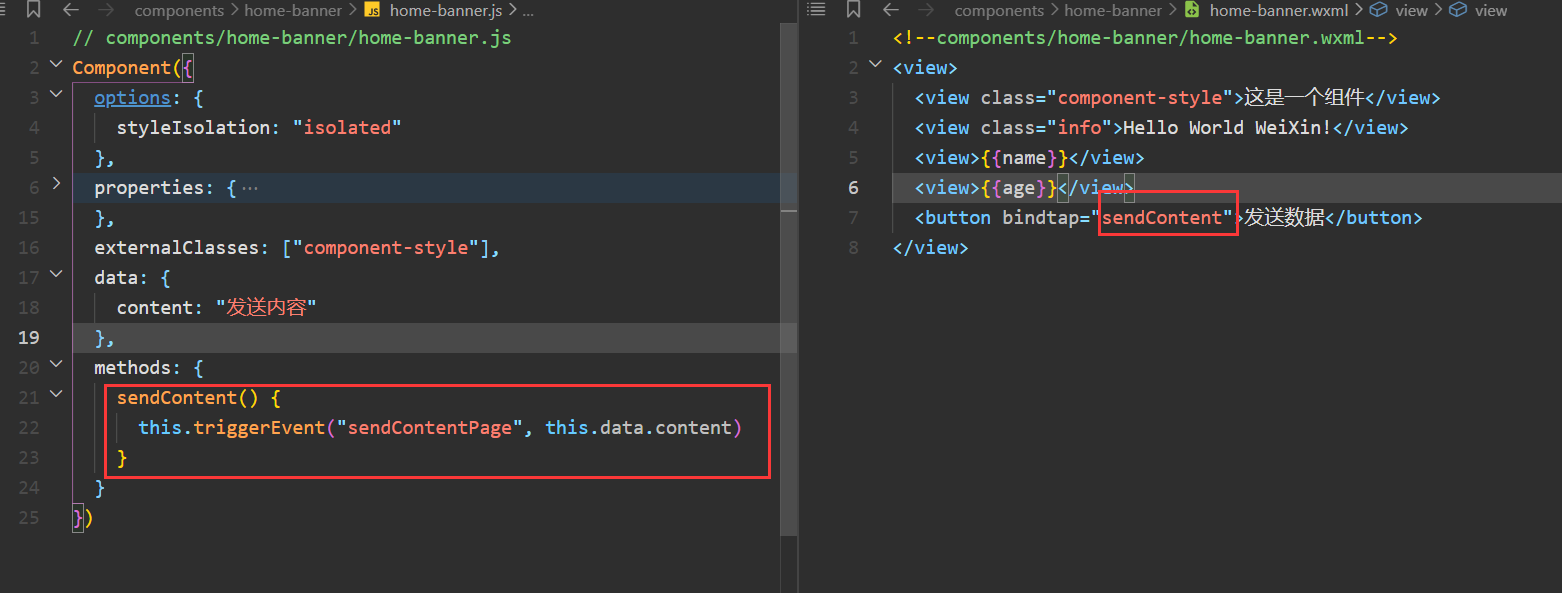 components > home-banner > JS home-banner.js > ...
1 // components/home-banner/home-banner.js
2 Component({
3 options: {
4 styleIsolation: "isolated"
5 },
6 properties: {...
15 },
16 externalClasses: ["component-style"],
17 data: {
18 content: "发送内容"
19 },
20 methods: {
21 sendContent() {
22 this.triggerEvent("sendContentPage", this.data.content)
23 }
24 }
25 })
components > home-banner > home-banner.wxml > view > view
1 <!--components/home-banner/home-banner.wxml-->
2 <view>
3 <view class="component-style">这是一个组件</view>
4 <view class="info">Hello World WeiXin!</view>
5 <view>{{name}}</view>
6 <view>{{age}}</view>
7 <button bindtap="sendContent">发送数据</button>
8 </view>